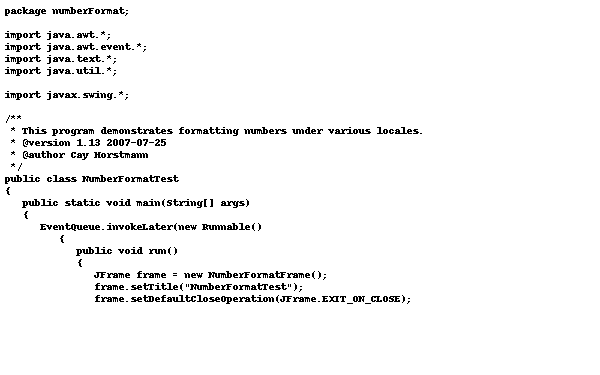 package numberFormat;

import java.awt.*;
import java.awt.event.*;
import java.text.*;
import java.util.*;

import javax.swing.*;

/**
 * This program demonstrates formatting numbers under various locales.
 * @version 1.13 2007-07-25
 * @author Cay Horstmann
 */
public class NumberFormatTest
{
   public static void main(String[] args)
   {
      EventQueue.invokeLater(new Runnable()
         {
            public void run()
            {
               JFrame frame = new NumberFormatFrame();
               frame.setTitle("NumberFormatTest");
               frame.setDefaultCloseOperation(JFrame.EXIT_ON_CLOSE);